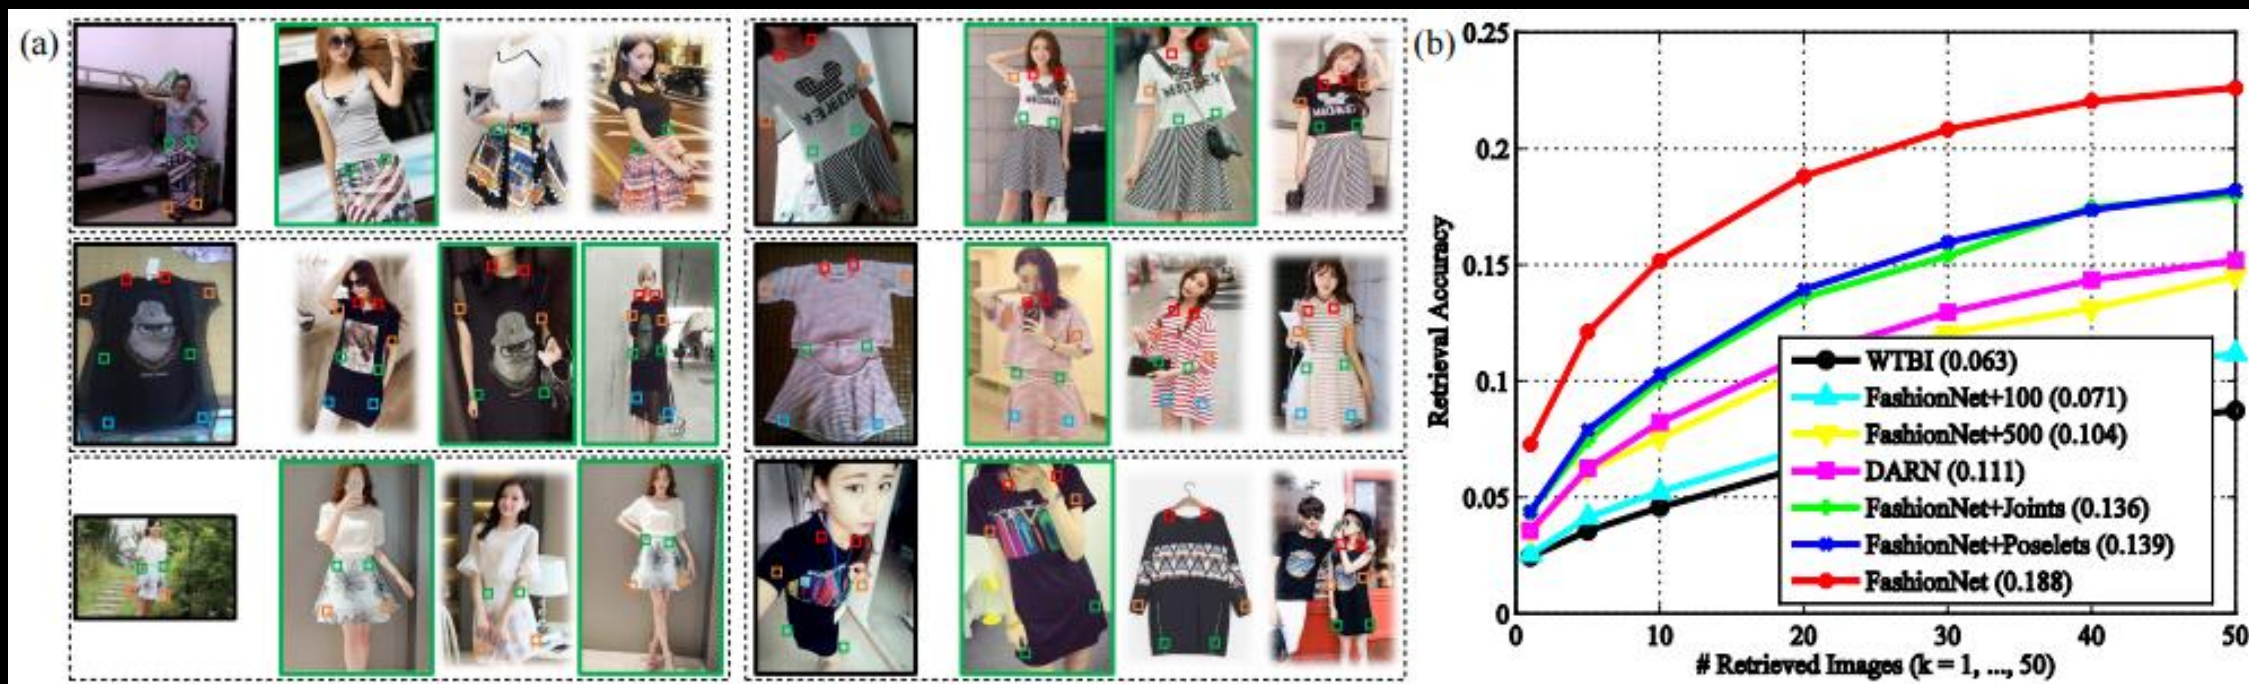 (a)
(b)
Retrieval Accuracy
0.25
0.2
0.15
0.1
0.05
0
WTBI (0.063)
FashionNet+100 (0.071)
FashionNet+500 (0.104)
DARN (0.111)
FashionNet+Joints (0.136)
FashionNet+Poselets (0.139)
FashionNet (0.188)
0 10 20 30 40 50
# Retrieved Images (k = 1, ..., 50)